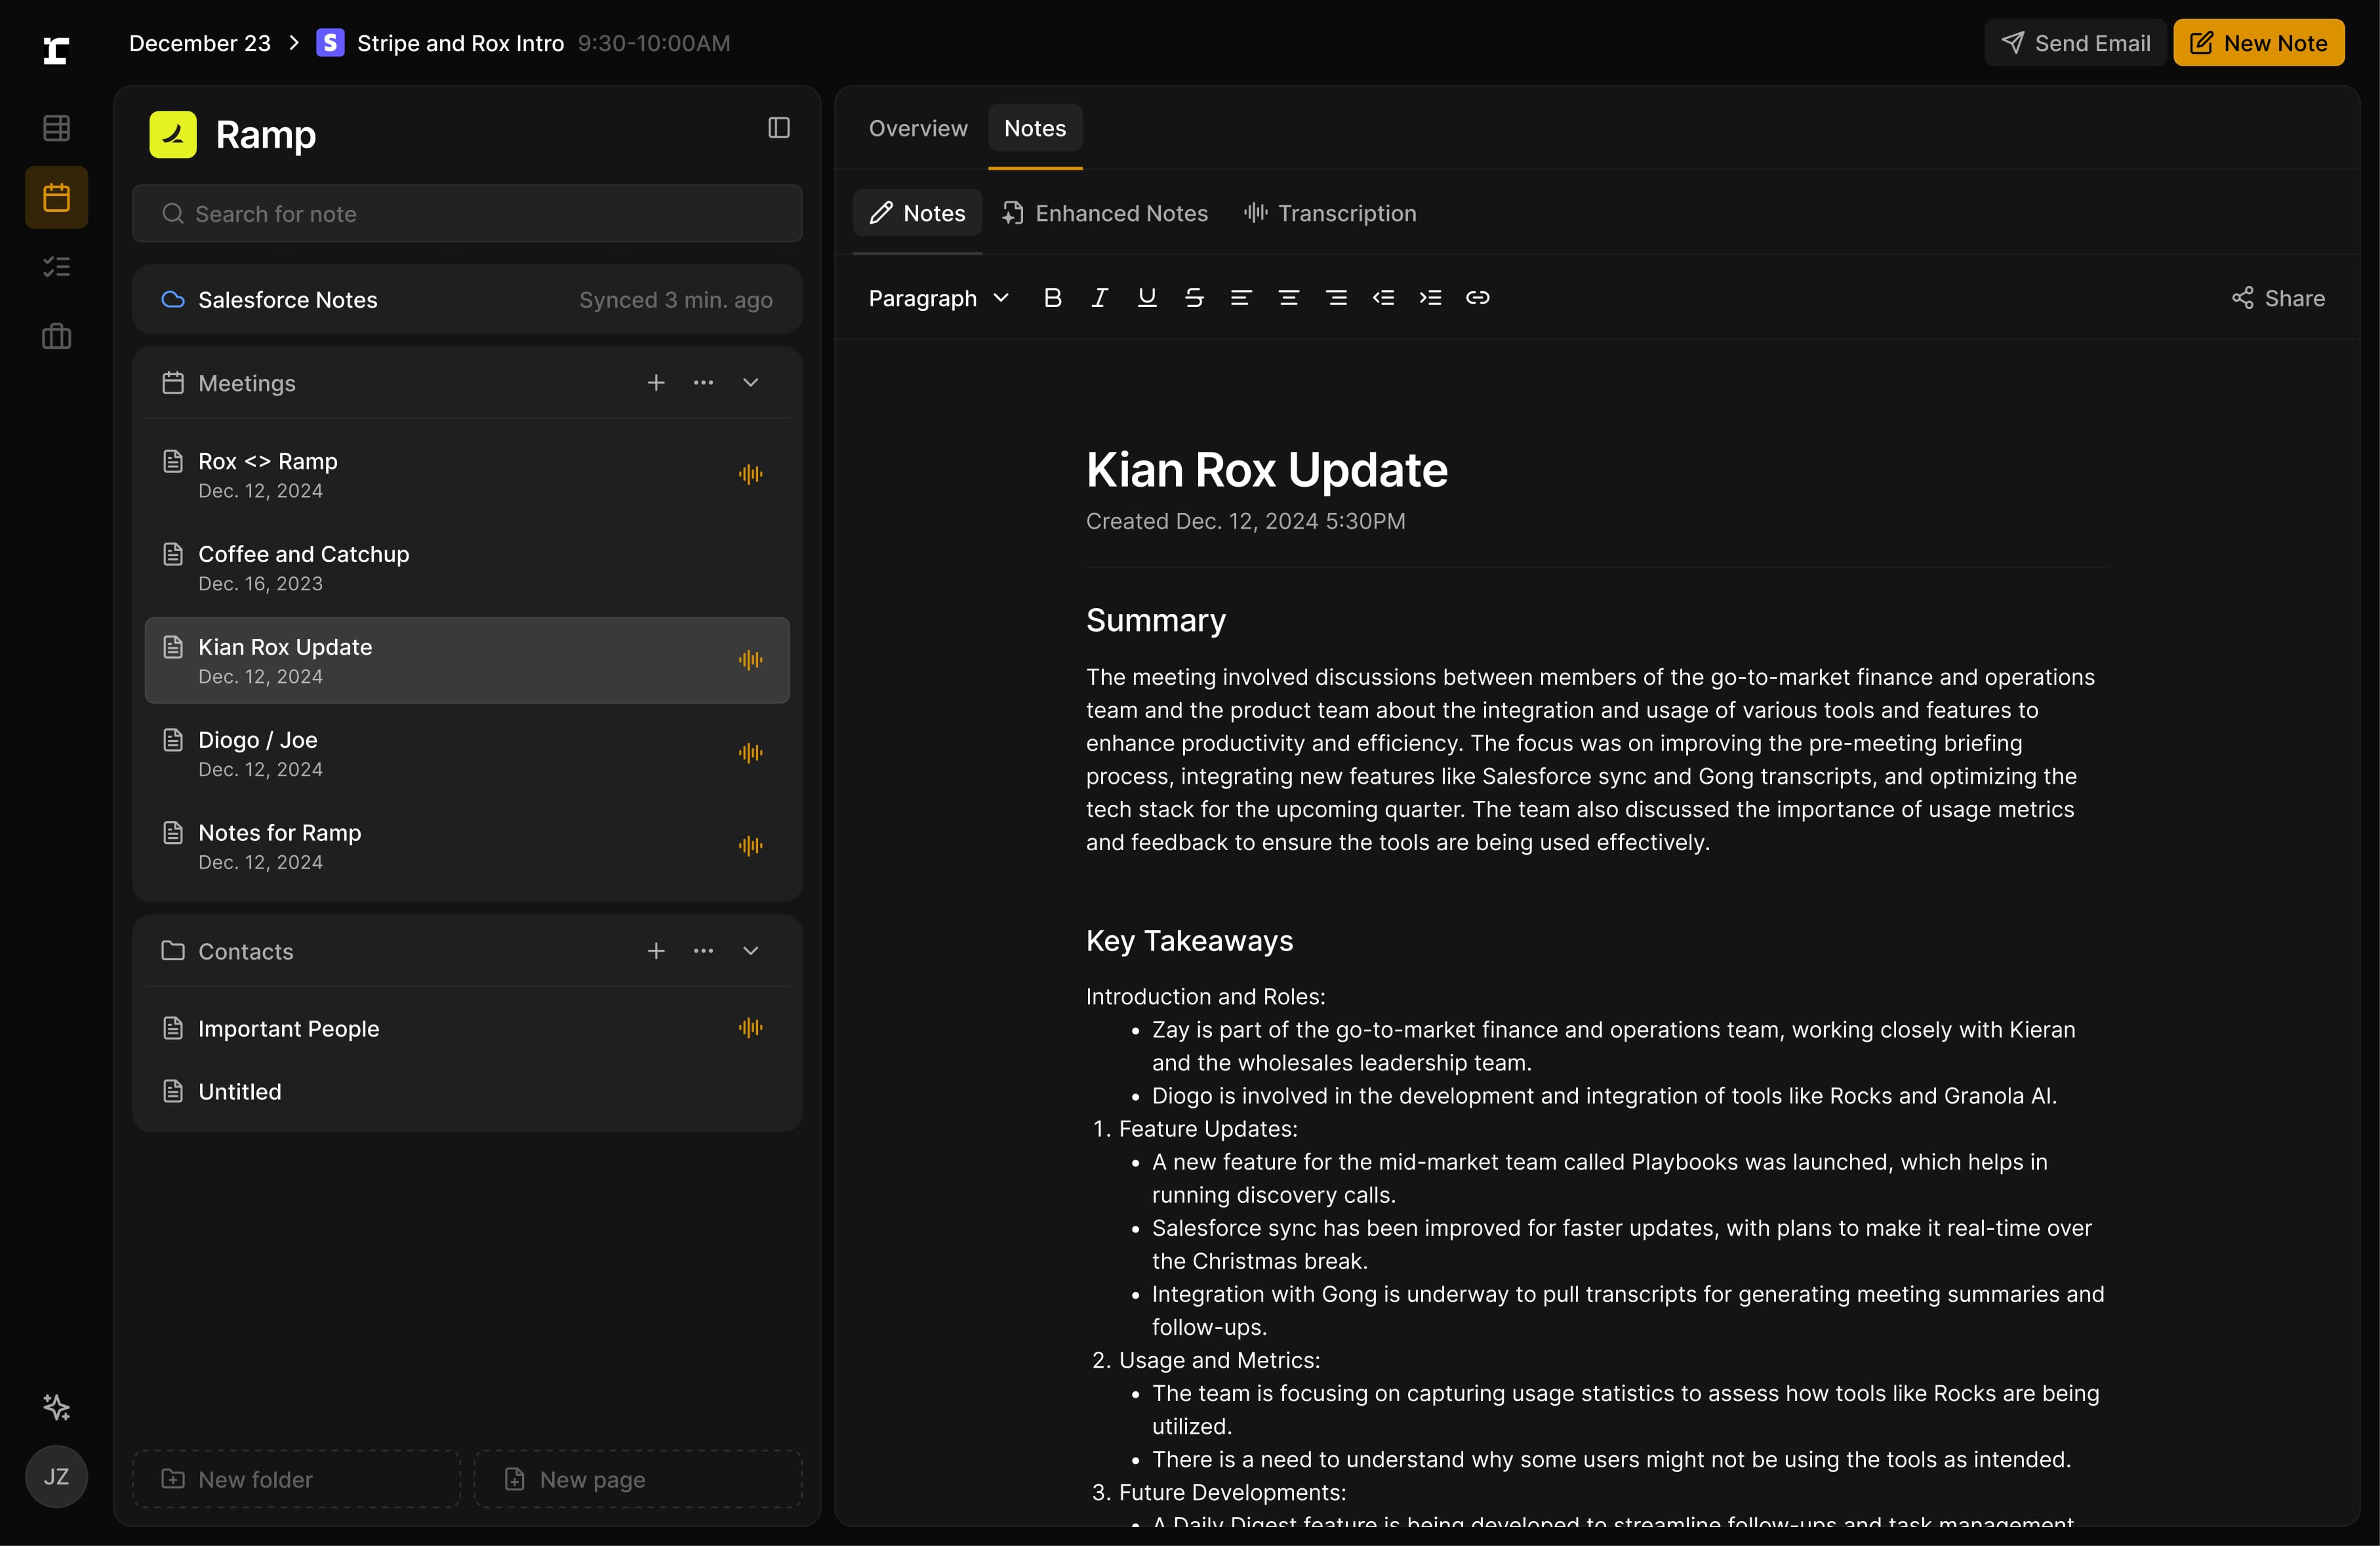 December 23
S
Stripe and Rox Intro
9:30-10:00AM
Send Email
New Note
Ramp
Search for note
Salesforce Notes
Synced 3 min. ago
Meetings
Rox <> Ramp
Dec. 12, 2024
Coffee and Catchup
Dec. 16, 2023
Kian Rox Update
Dec. 12, 2024
Diogo / Joe
Dec. 12, 2024
Notes for Ramp
Dec. 12, 2024
Contacts
Important People
Untitled
New folder
New page
JZ
Overview
Notes
Notes
Enhanced Notes
Transcription
Paragraph
B I U S
Share
Kian Rox Update
Created Dec. 12, 2024 5:30PM
Summary
The meeting involved discussions between members of the go-to-market finance and operations
team and the product team about the integration and usage of various tools and features to
enhance productivity and efficiency. The focus was on improving the pre-meeting briefing
process, integrating new features like Salesforce sync and Gong transcripts, and optimizing the
tech stack for the upcoming quarter. The team also discussed the importance of usage metrics
and feedback to ensure the tools are being used effectively.
Key Takeaways
Introduction and Roles:
• Zay is part of the go-to-market finance and operations team, working closely with Kieran
and the wholesales leadership team.
• Diogo is involved in the development and integration of tools like Rocks and Granola AI.
1. Feature Updates:
• A new feature for the mid-market team called Playbooks was launched, which helps in
running discovery calls.
• Salesforce sync has been improved for faster updates, with plans to make it real-time over
the Christmas break.
• Integration with Gong is underway to pull transcripts for generating meeting summaries and
follow-ups.
2. Usage and Metrics:
• The team is focusing on capturing usage statistics to assess how tools like Rocks are being
utilized.
• There is a need to understand why some users might not be using the tools as intended.
3. Future Developments:
• A Daily Digest feature is being developed to streamline follow-ups and task management